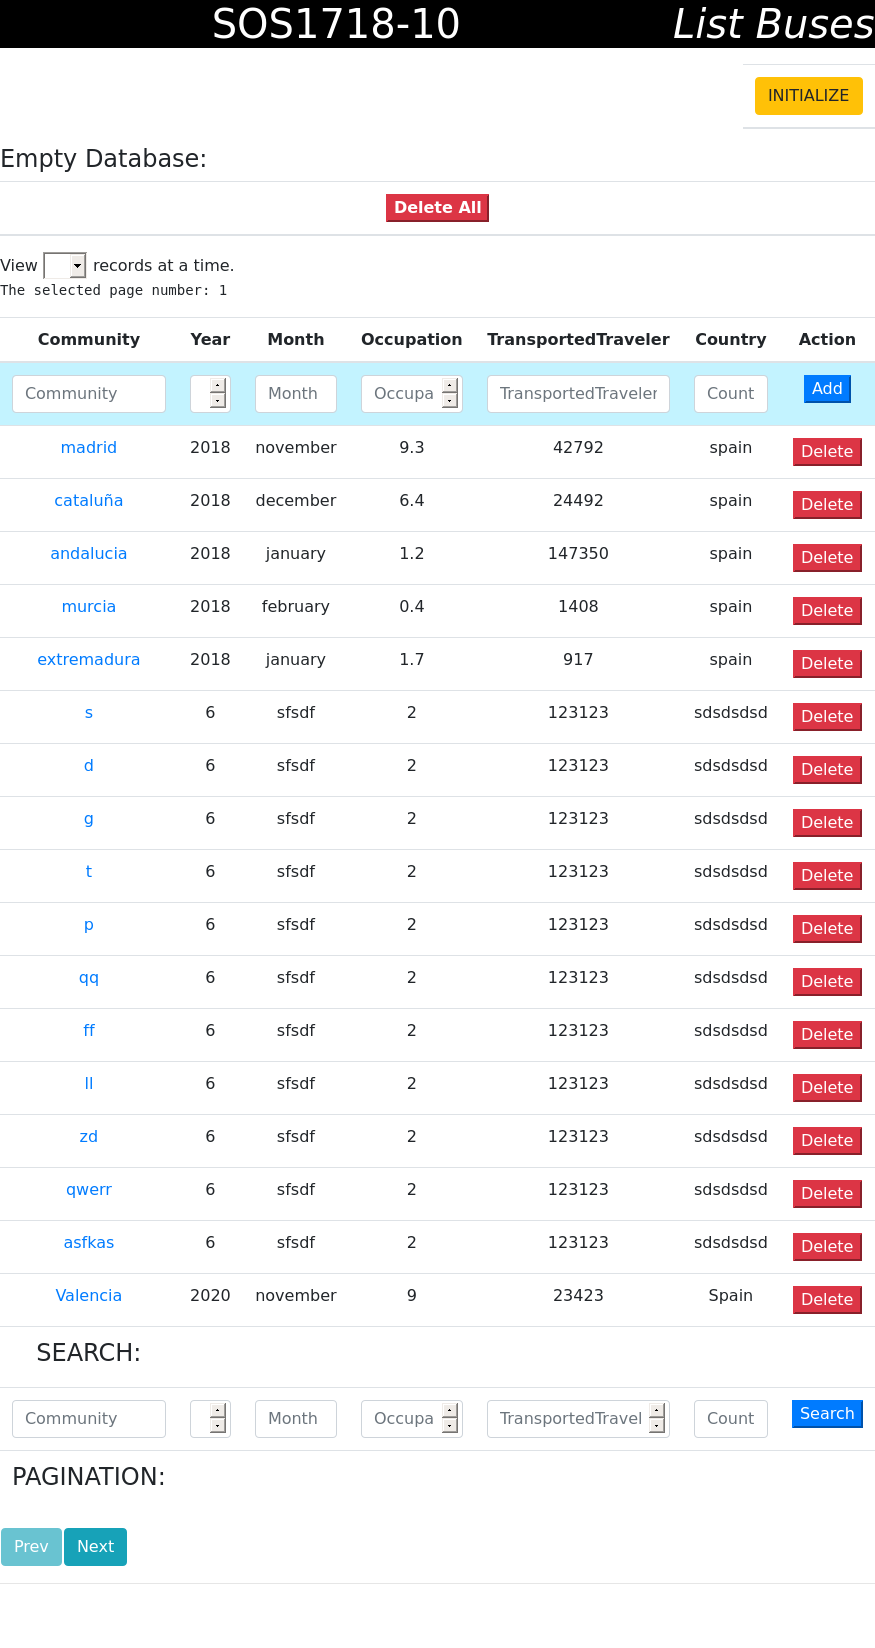 SOS1718-10 List Buses
INITIALIZE
Empty Database:
Delete All
View records at a time.
The selected page number: 1
Community Year Month Occupation TransportedTraveler Country Action
Community Month Occupa TransportedTraveler Count Add
madrid 2018 november 9.3 42792 spain Delete
cataluña 2018 december 6.4 24492 spain Delete
andalucia 2018 january 1.2 147350 spain Delete
murcia 2018 february 0.4 1408 spain Delete
extremadura 2018 january 1.7 917 spain Delete
s 6 sfsdf 2 123123 sdsdsdsd Delete
d 6 sfsdf 2 123123 sdsdsdsd Delete
g 6 sfsdf 2 123123 sdsdsdsd Delete
t 6 sfsdf 2 123123 sdsdsdsd Delete
p 6 sfsdf 2 123123 sdsdsdsd Delete
qq 6 sfsdf 2 123123 sdsdsdsd Delete
ff 6 sfsdf 2 123123 sdsdsdsd Delete
ll 6 sfsdf 2 123123 sdsdsdsd Delete
zd 6 sfsdf 2 123123 sdsdsdsd Delete
qwerr 6 sfsdf 2 123123 sdsdsdsd Delete
asfkas 6 sfsdf 2 123123 sdsdsdsd Delete
Valencia 2020 november 9 23423 Spain Delete
SEARCH:
Community Month Occupa TransportedTravel Count Search
PAGINATION:
Prev Next